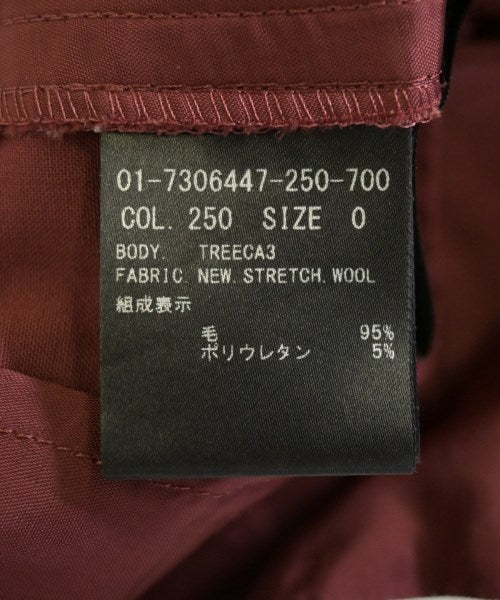 01-7306447-250-700
COL. 250 SIZE 0
BODY. TREECA3
FABRIC. NEW. STRETCH. WOOL
組成表示
毛 95%
ポリウレタン 5%